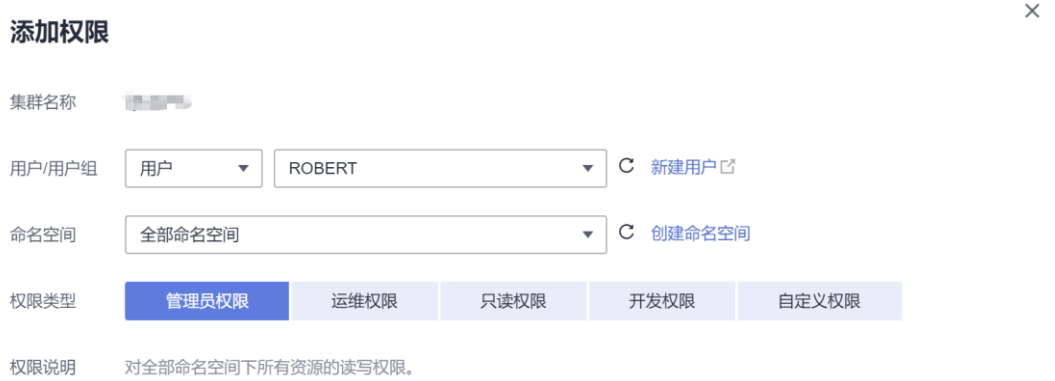 添加权限
集群名称
用户/用户组 用户 ROBERT 新建用户
命名空间 全部命名空间 创建命名空间
权限类型 管理员权限 运维权限 只读权限 开发权限 自定义权限
权限说明 对全部命名空间下所有资源的读写权限。